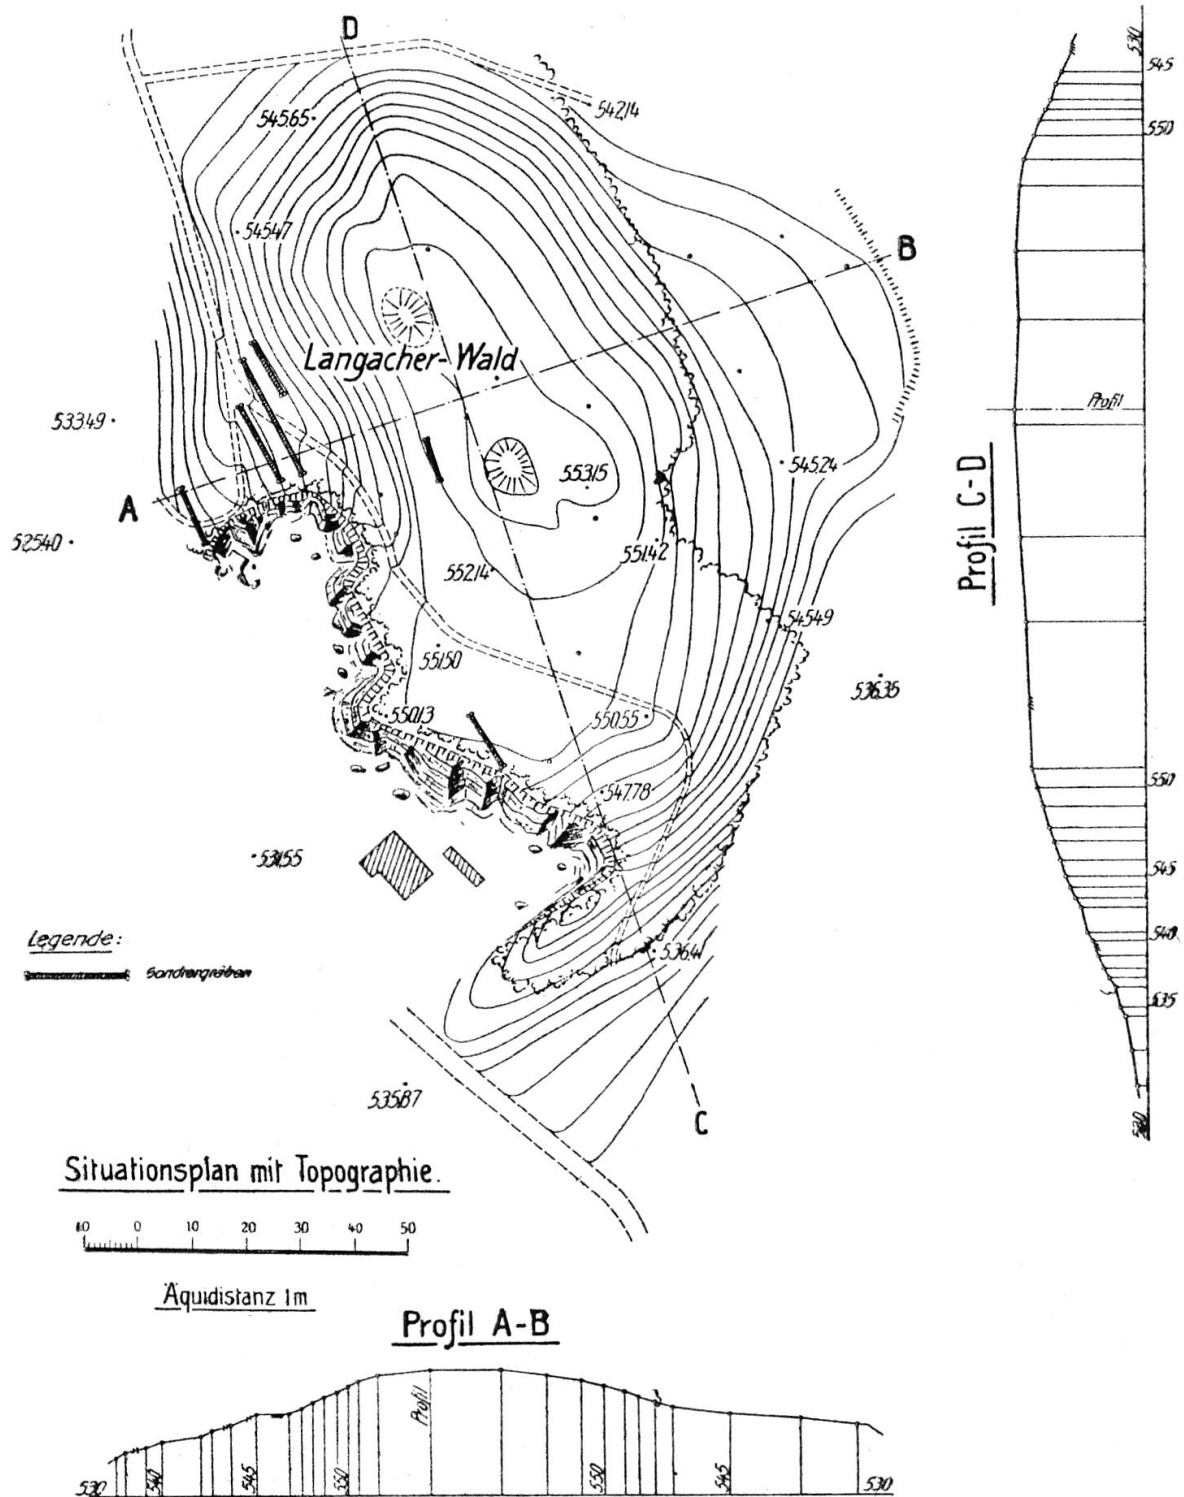 D
530
545
542.14
545.65
550
545.47
B
Langacher-Wald
533.49
Profil
545.24
553.15
A
Profil C-D
525.40
551.42
552.14
545.49
551.50
536.35
550.13
550.55
550
547.78
531.55
545
540
Legende:
536.41
Sondiergräben
535
535.87
C
530
Situationsplan mit Topographie.
10 0 10 20 30 40 50
Äquidistanz 1m
Profil A-B
Profil
530 540 545 550 550 545 530